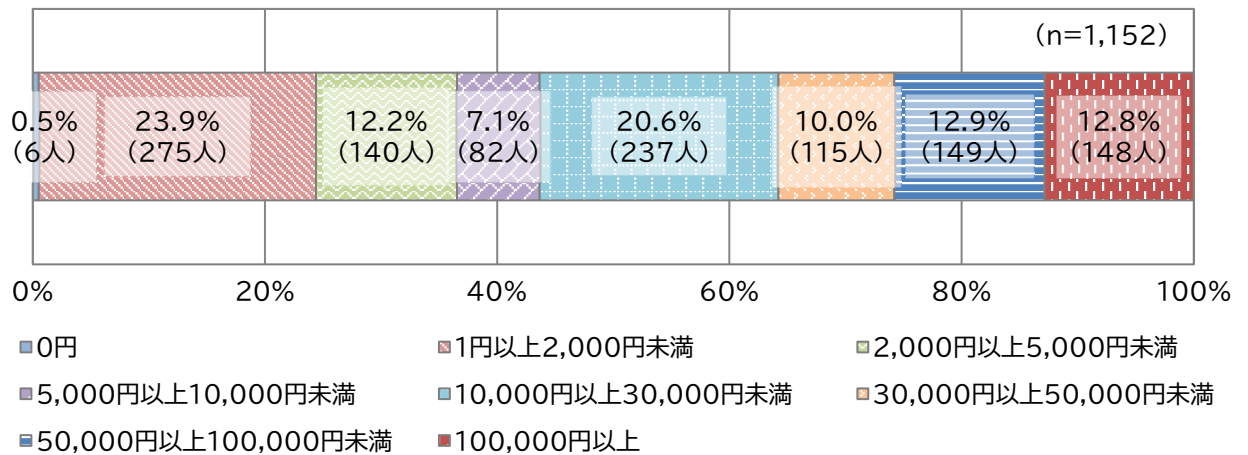 (n=1,152)
0.5% 23.9% 12.2% 7.1% 20.6% 10.0% 12.9% 12.8%
(6人) (275人) (140人) (82人) (237人) (115人) (149人) (148人)
0% 20% 40% 60% 80% 100%
0円 1円以上2,000円未満 2,000円以上5,000円未満
5,000円以上10,000円未満 10,000円以上30,000円未満 30,000円以上50,000円未満
50,000円以上100,000円未満 100,000円以上